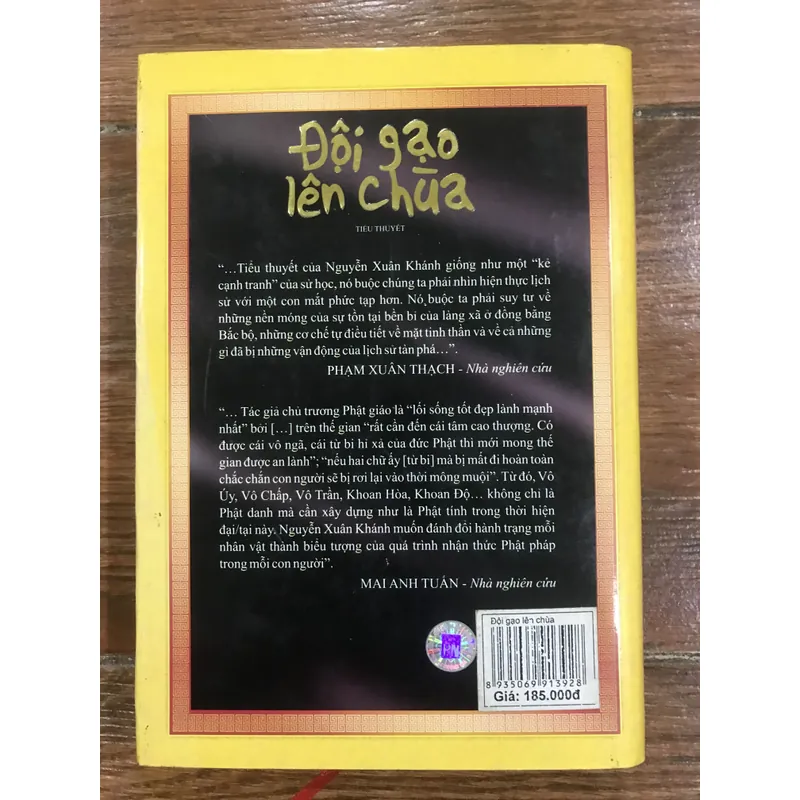 Đội gạo
lên chùa
TIỂU THUYẾT
“…Tiểu thuyết của Nguyễn Xuân Khánh giống như một “kẻ
cạnh tranh” của sử học, nó buộc chúng ta phải nhìn hiện thực lịch
sử với một con mắt phức tạp hơn. Nó buộc ta phải suy tư về
những nền móng của sự tồn tại bền bỉ của làng xã ở đồng bằng
Bắc bộ, những cơ chế tự điều tiết về mặt tinh thần và về cả những
gì đã bị những vận động của lịch sử tàn phá…”.
PHẠM XUÂN THẠCH - Nhà nghiên cứu
“… Tác giả chủ trương Phật giáo là “lối sống tốt đẹp lành mạnh
nhất” bởi […] trên thế gian “rất cần đến cái tâm cao thượng. Có
được cái vô ngã, cái từ bi hỉ xả của đức Phật thì mới mong thế
gian được an lành”; “nếu hai chữ ấy [từ bi] mà bị mất đi hoàn toàn
chắc chắn con người sẽ bị rơi lại vào thời mông muội”. Từ đó, Vô
Úy, Vô Chấp, Vô Trần, Khoan Hòa, Khoan Độ… không chỉ là
Phật danh mà cần xây dựng như là Phật tính trong thời hiện
đại/tại này. Nguyễn Xuân Khánh muốn đánh đổi hành trạng mỗi
nhân vật thành biểu tượng của quá trình nhận thức Phật pháp
trong mỗi con người”.
MAI ANH TUẤN - Nhà nghiên cứu
Đội gạo lên chùa
8935069913928
Giá: 185.000đ